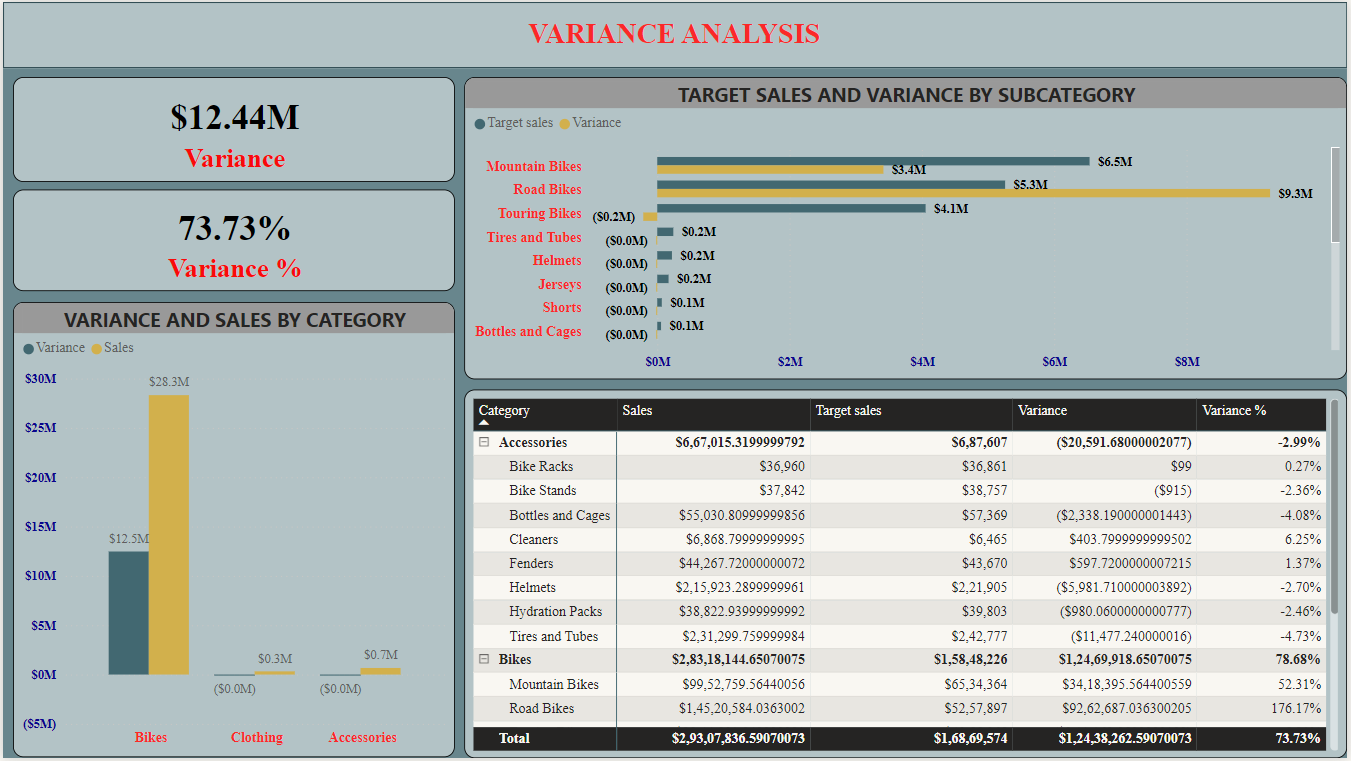 VARIANCE ANALYSIS
$12.44M
Variance
73.73%
Variance %
VARIANCE AND SALES BY CATEGORY
Variance Sales
$30M
$25M
$20M
$15M
$10M
$5M
$0M
($5M)
$28.3M
$12.5M
$0.3M
($0.0M)
$0.7M
($0.0M)
Bikes Clothing Accessories
TARGET SALES AND VARIANCE BY SUBCATEGORY
Target sales Variance
Mountain Bikes $6.5M $3.4M
Road Bikes $5.3M $9.3M
Touring Bikes ($0.2M) $4.1M
Tires and Tubes ($0.0M) $0.2M
Helmets ($0.0M) $0.2M
Jerseys ($0.0M) $0.2M
Shorts ($0.0M) $0.1M
Bottles and Cages ($0.0M) $0.1M
$0M $2M $4M $6M $8M
Category Sales Target sales Variance Variance %
Accessories $6,67,015.3199999792 $6,87,607 ($20,591.68000002077) -2.99%
Bike Racks $36,960 $36,861 $99 0.27%
Bike Stands $37,842 $38,757 ($915) -2.36%
Bottles and Cages $55,030.80999999856 $57,369 ($2,338.190000001443) -4.08%
Cleaners $6,868.79999999995 $6,465 $403.7999999999502 6.25%
Fenders $44,267.72000000072 $43,670 $597.7200000007215 1.37%
Helmets $2,15,923.2899999961 $2,21,905 ($5,981.710000003892) -2.70%
Hydration Packs $38,822.93999999992 $39,803 ($980.0600000000777) -2.46%
Tires and Tubes $2,31,299.759999984 $2,42,777 ($11,477.240000016) -4.73%
Bikes $2,83,18,144.65070075 $1,58,48,226 $1,24,69,918.65070075 78.68%
Mountain Bikes $99,52,759.56440056 $65,34,364 $34,18,395.564400559 52.31%
Road Bikes $1,45,20,584.0363002 $52,57,897 $92,62,687.036300205 176.17%
Total $2,93,07,836.59070073 $1,68,69,574 $1,24,38,262.59070073 73.73%